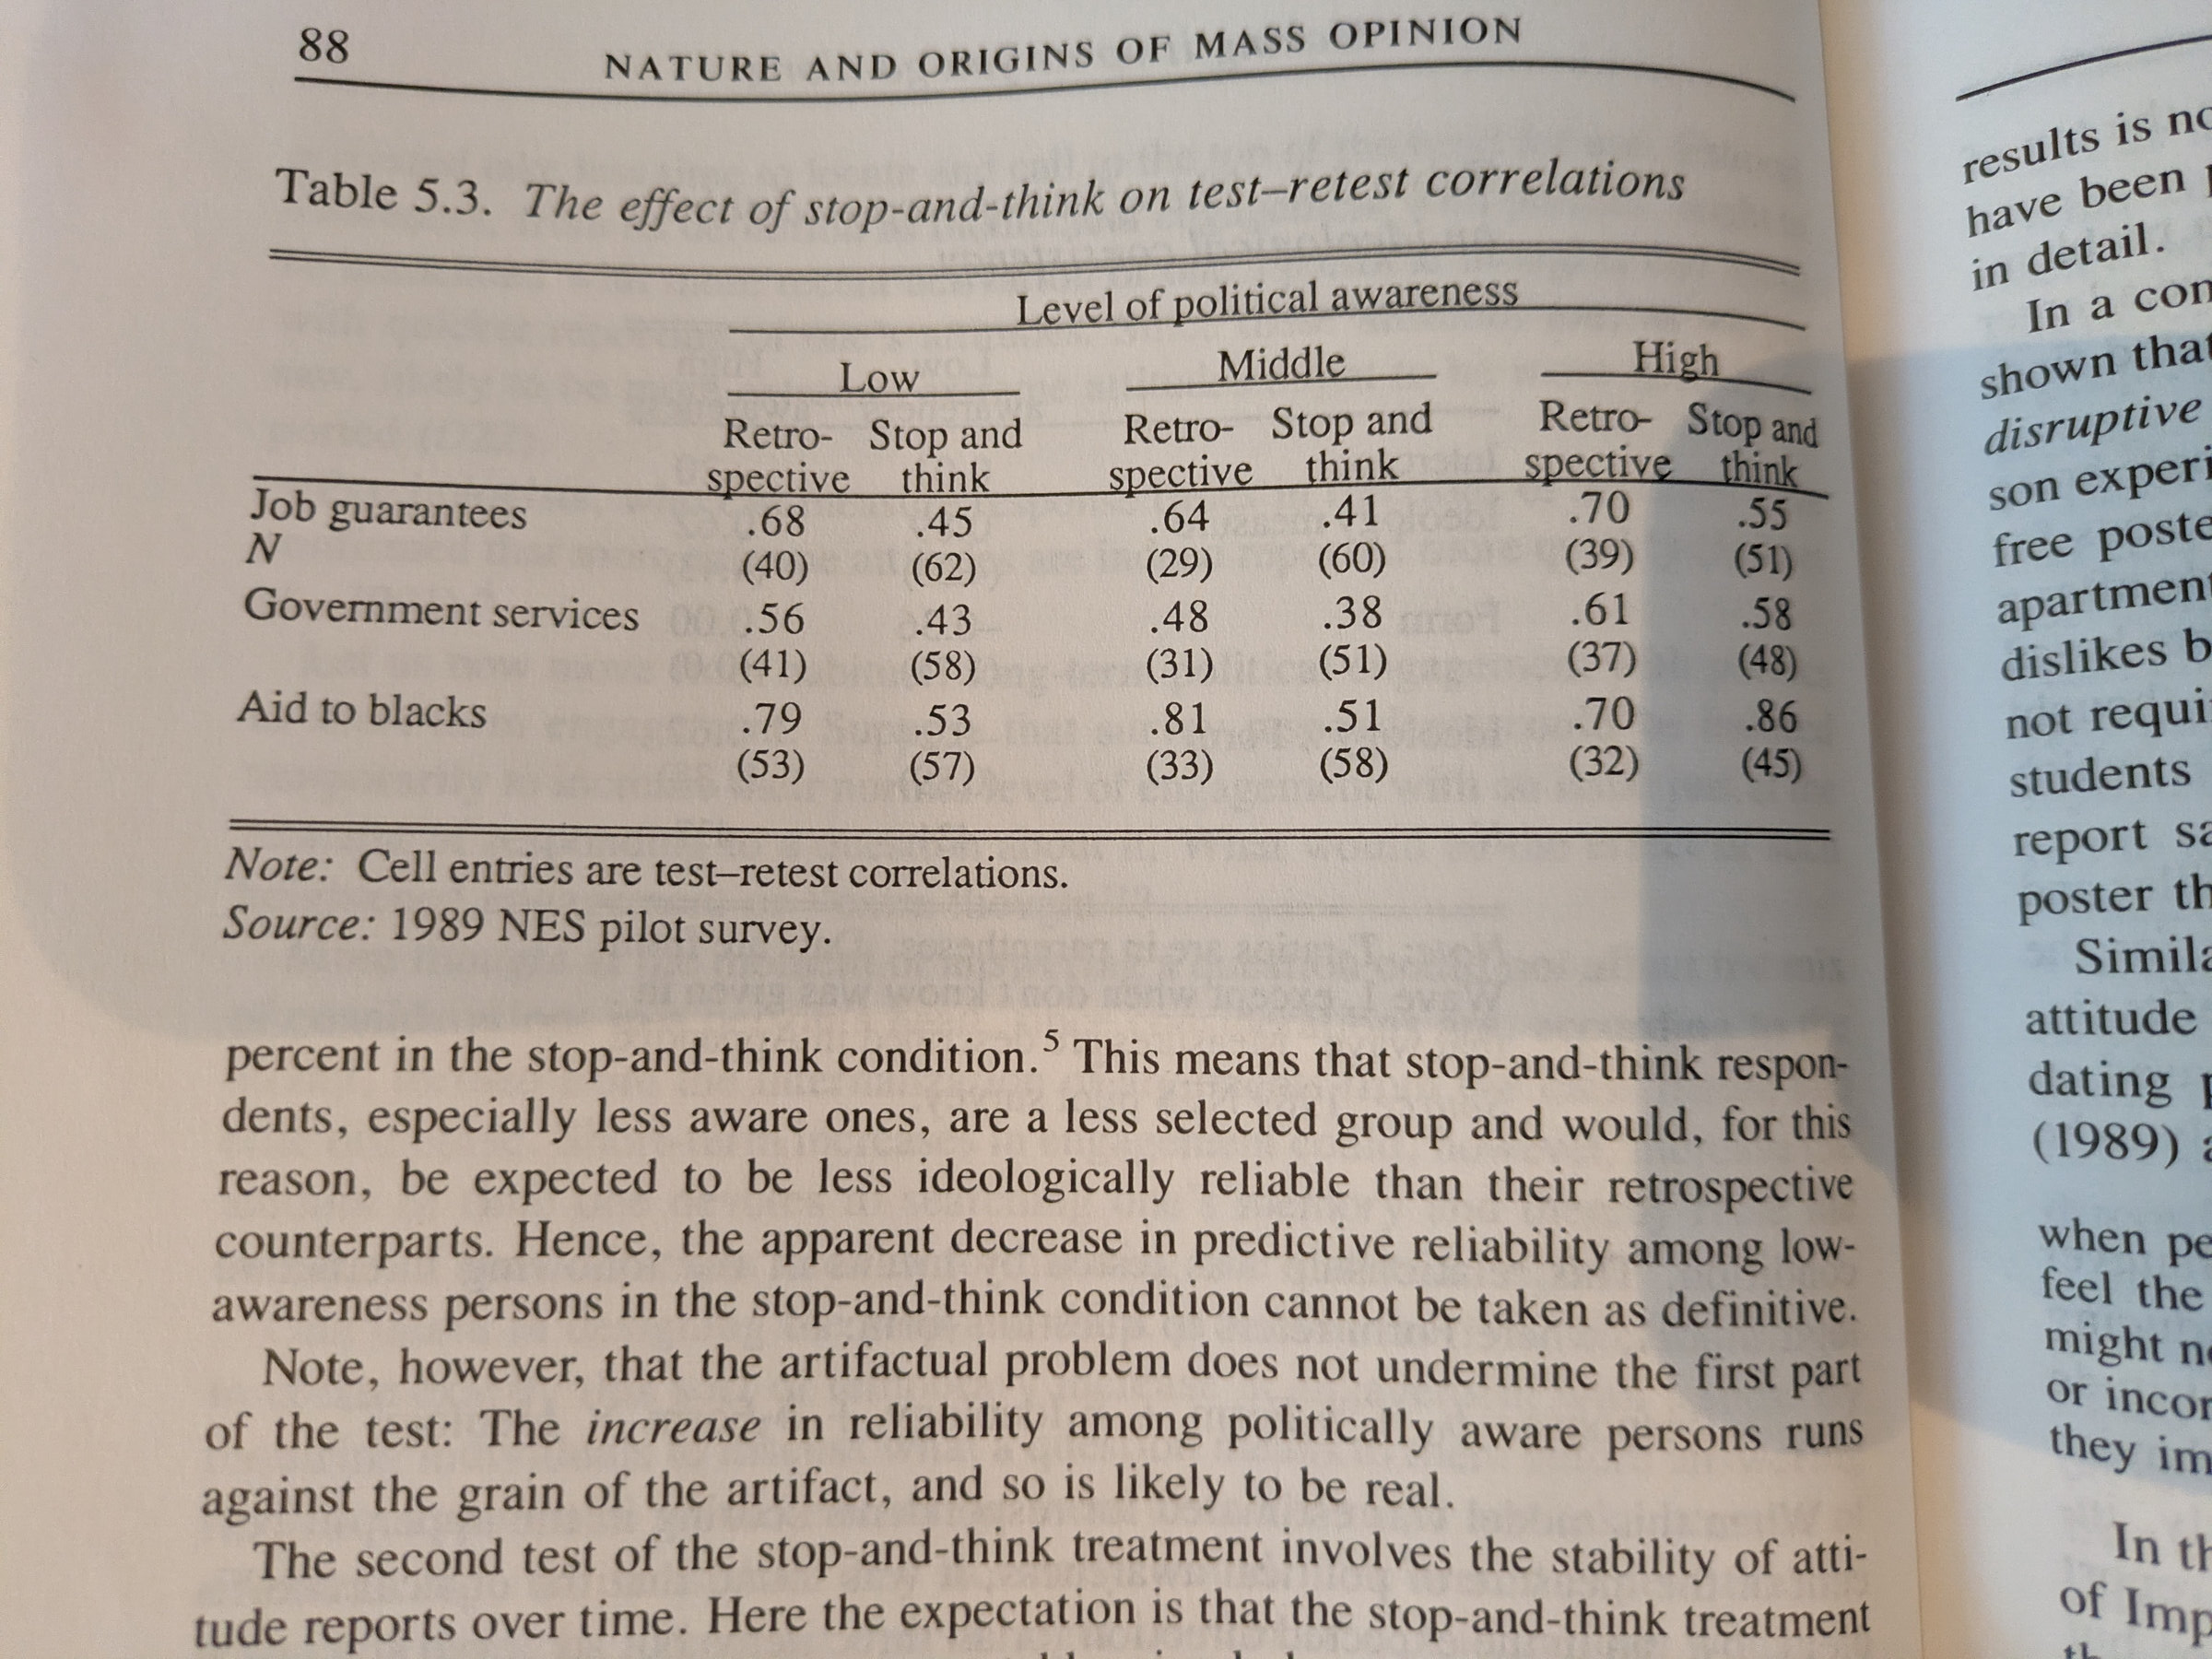 88 NATURE AND ORIGINS OF MASS OPINION
Table 5.3. The effect of stop-and-think on test–retest correlations
Level of political awareness
Low Middle High
Retro- Stop and Retro- Stop and Retro- Stop and
spective think spective think spective think
Job guarantees .68 .45 .64 .41 .70 .55
N (40) (62) (29) (60) (39) (51)
Government services .56 .43 .48 .38 .61 .58
(41) (58) (31) (51) (37) (48)
Aid to blacks .79 .53 .81 .51 .70 .86
(53) (57) (33) (58) (32) (45)
Note: Cell entries are test–retest correlations.
Source: 1989 NES pilot survey.
percent in the stop-and-think condition.⁵ This means that stop-and-think respon-
dents, especially less aware ones, are a less selected group and would, for this
reason, be expected to be less ideologically reliable than their retrospective
counterparts. Hence, the apparent decrease in predictive reliability among low-
awareness persons in the stop-and-think condition cannot be taken as definitive.
Note, however, that the artifactual problem does not undermine the first part
of the test: The increase in reliability among politically aware persons runs
against the grain of the artifact, and so is likely to be real.
The second test of the stop-and-think treatment involves the stability of atti-
tude reports over time. Here the expectation is that the stop-and-think treatment
results is
have been
in detail.
In a
shown
disruptive
son
free
dislikes
not
students
report
poster
attitude
dating
(1989)
when
feel the
might
or
they
In
of